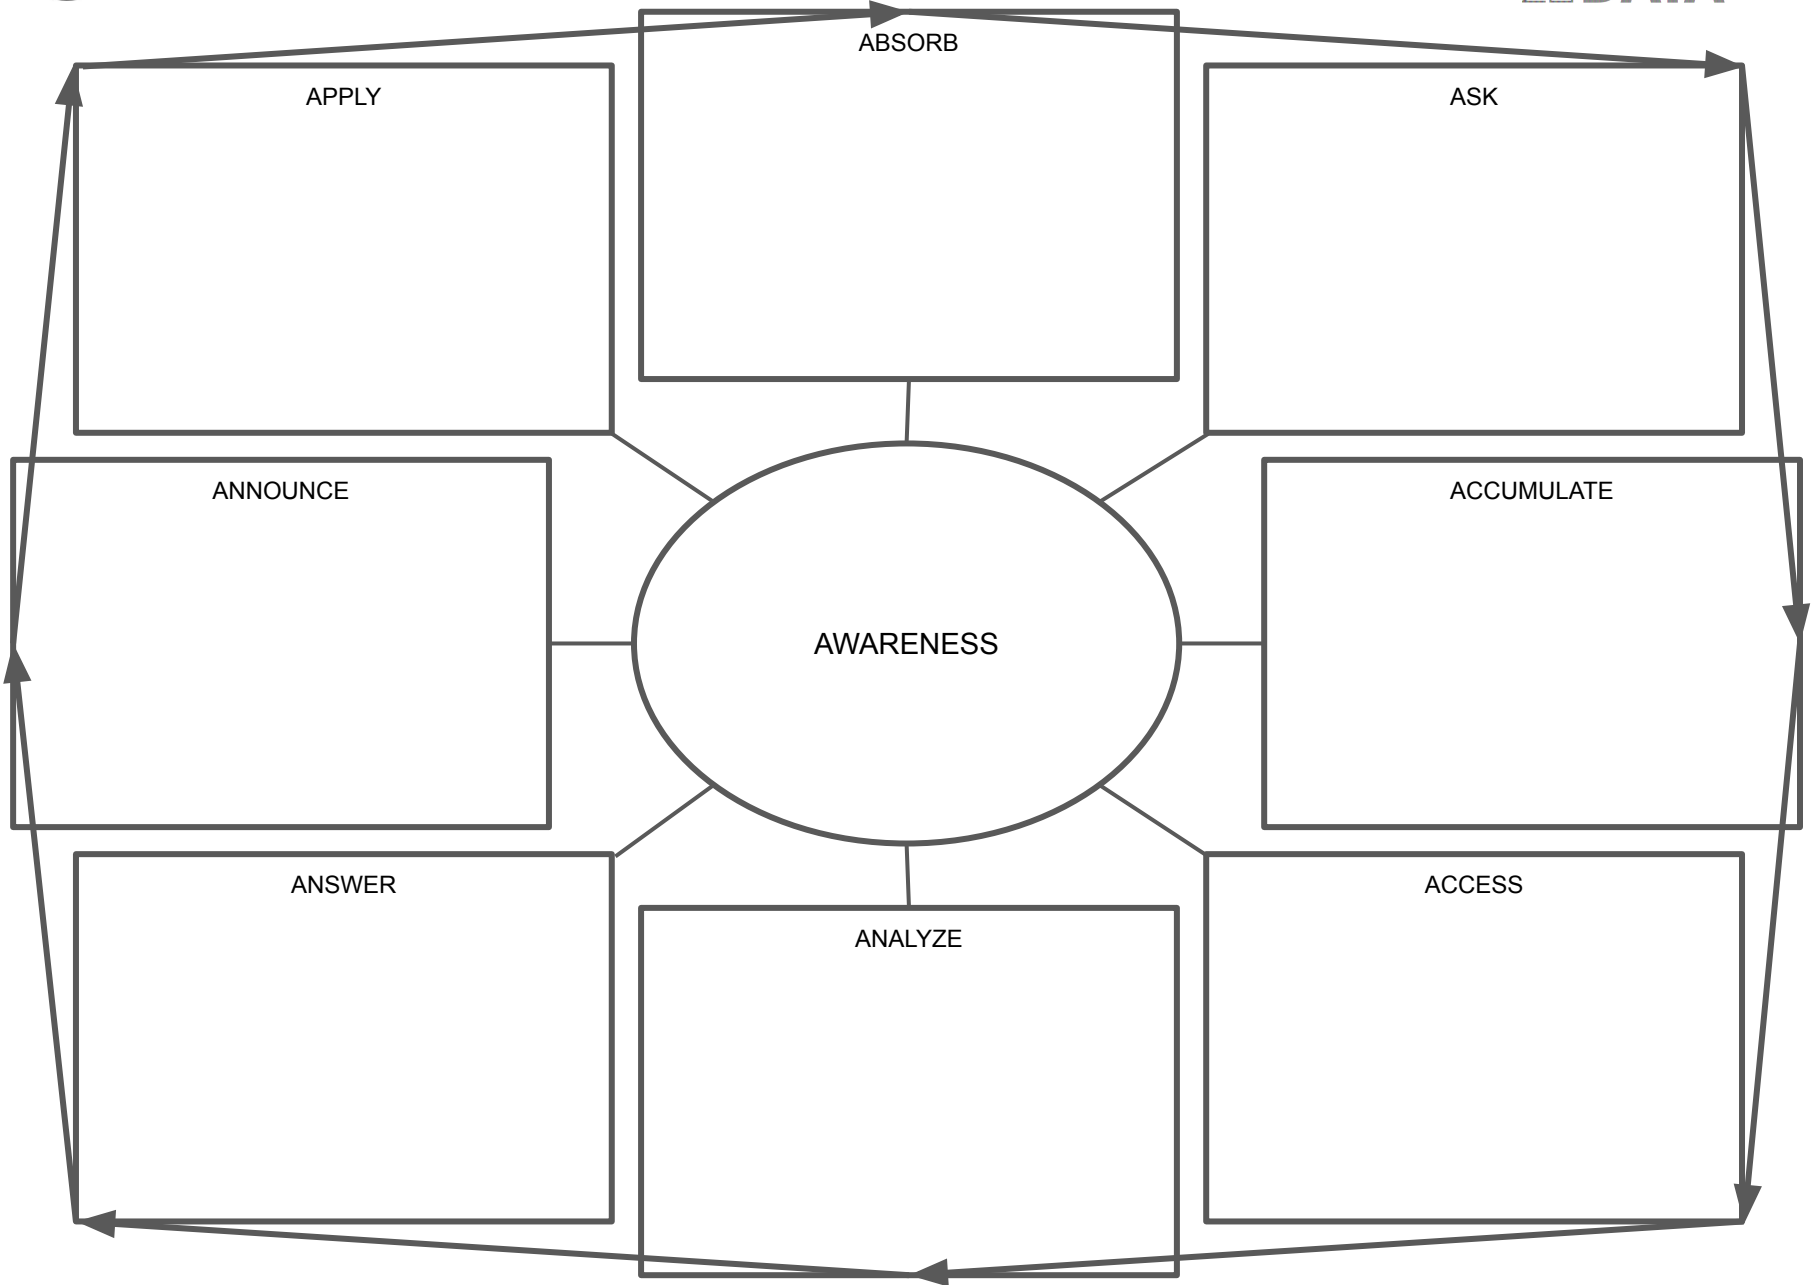 ABSORB
APPLY
ASK
ANNOUNCE
ACCUMULATE
AWARENESS
ANSWER
ACCESS
ANALYZE